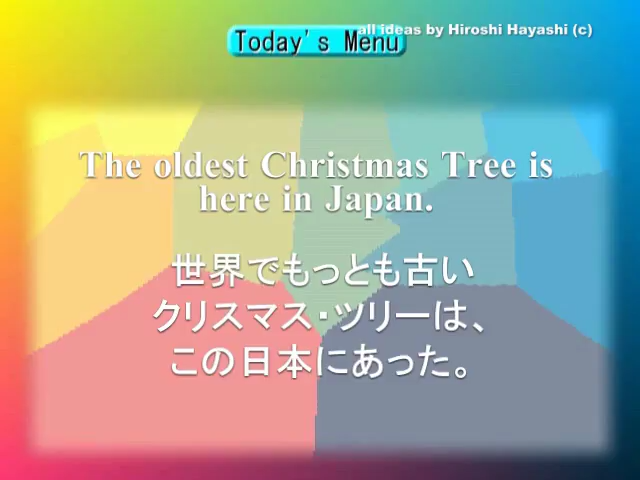 all ideas by Hiroshi Hayashi (c)
Today's Menu
The oldest Christmas Tree is
here in Japan.
世界でもっとも古い
クリスマス・ツリーは、
この日本にあった。